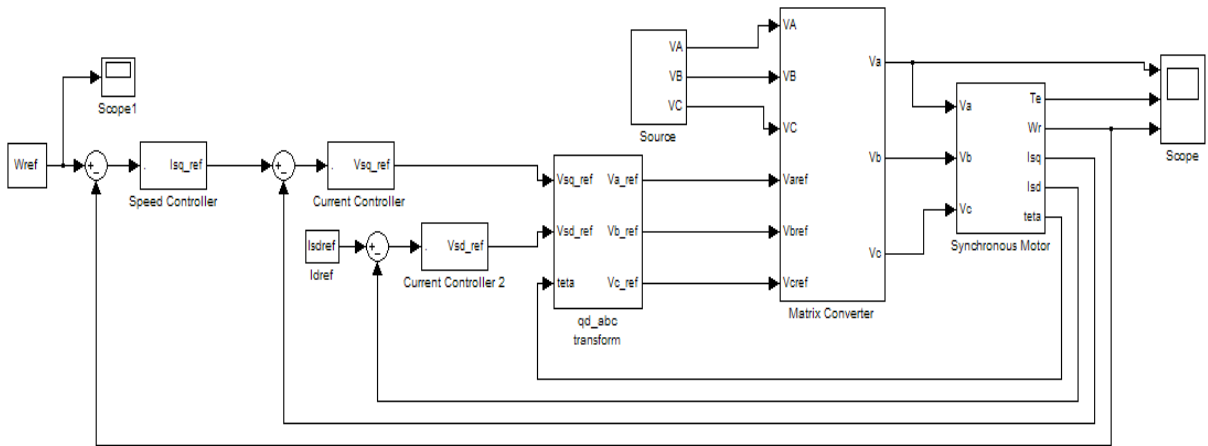 Wref
Scope1
Isq_ref
Speed Controller
Vsq_ref
Current Controller
Isdref
Idref
Vsd_ref
Current Controller 2
Vsq_ref
Vsd_ref
teta
Va_ref
Vb_ref
Vc_ref
qd_abc
transform
VA
VB
VC
Source
VA
VB
VC
Varef
Vbref
Vcref
Va
Vb
Vc
Matrix Converter
Va
Vb
Vc
Te
Wr
Isq
Isd
teta
Synchronous Motor
Scope